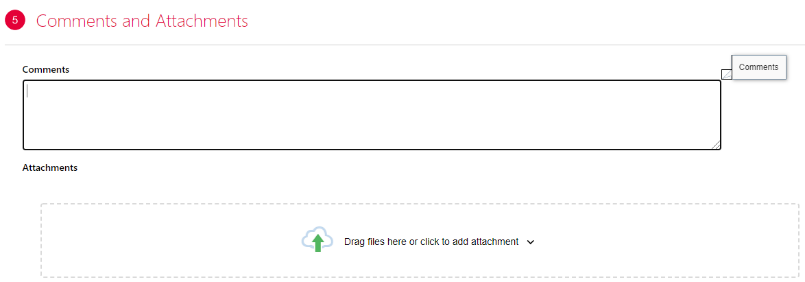 5 Comments and Attachments
Comments
Comments
Attachments
Drag files here or click to add attachment